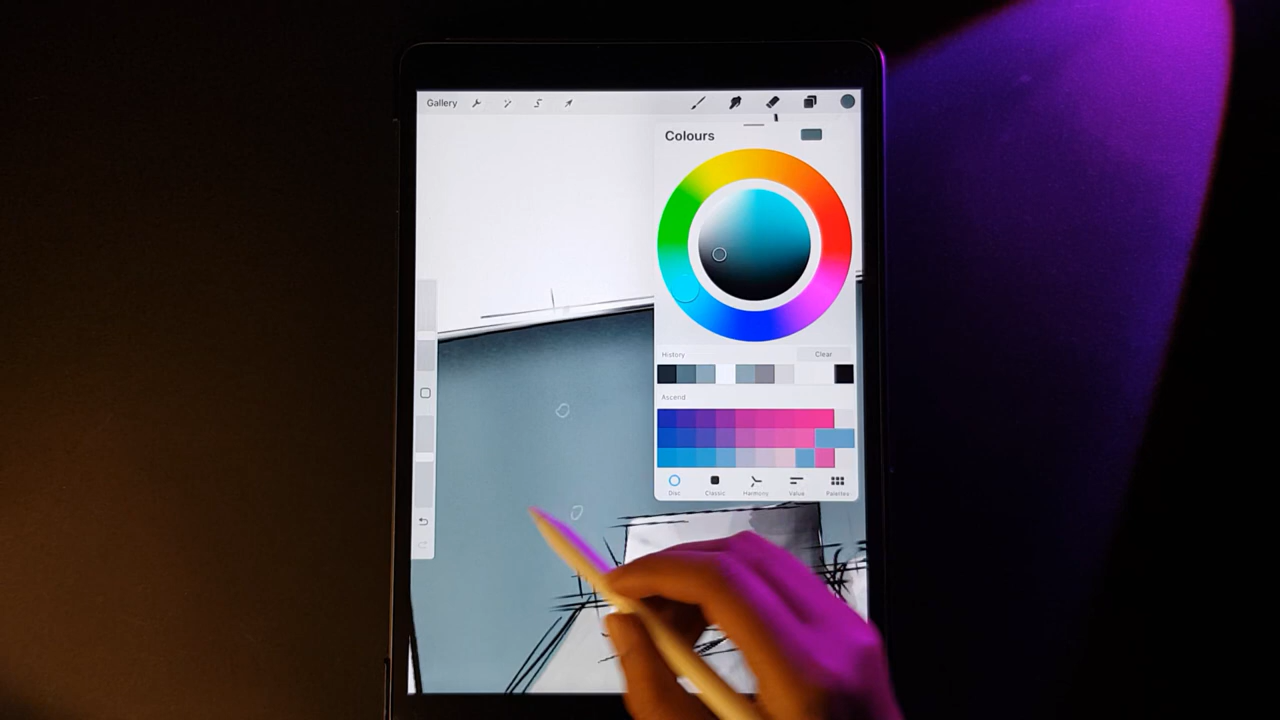 Gallery
Colours
History
Clear
Ascend
Disc
Classic
Harmony
Value
Palettes